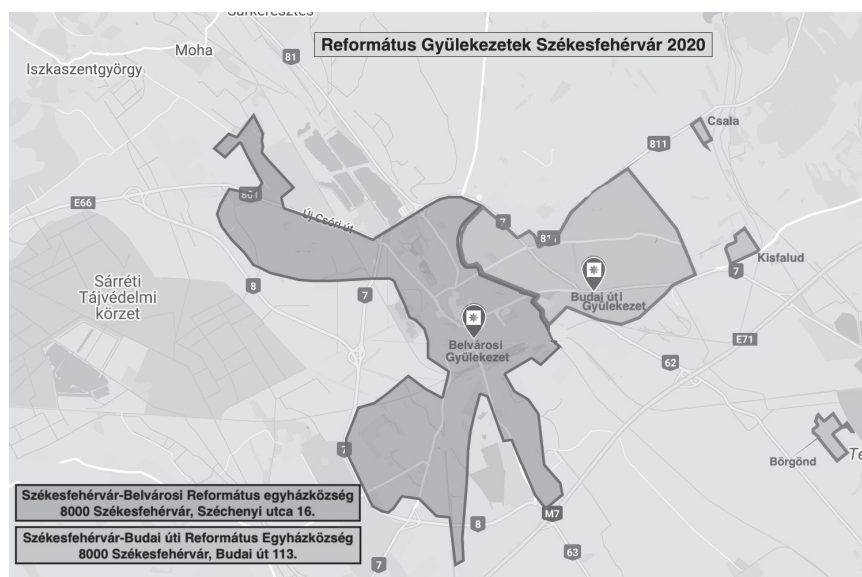 Sárkeresztes
Moha
Iszkaszentgyörgy
81
Református Gyülekezetek Székesfehérvár 2020
Csala
811
E66
801
Új Csóri út
7
811
Kisfalud
7
Sárréti
Tájvédelmi
körzet
8
7
Budai úti
Gyülekezet
Belvárosi
Gyülekezet
E71
62
7
Börgönd
Székesfehérvár-Belvárosi Református egyházközség
8000 Székesfehérvár, Széchenyi utca 16.
Székesfehérvár-Budai úti Református Egyházközség
8000 Székesfehérvár, Budai út 113.
M7
8
63
7